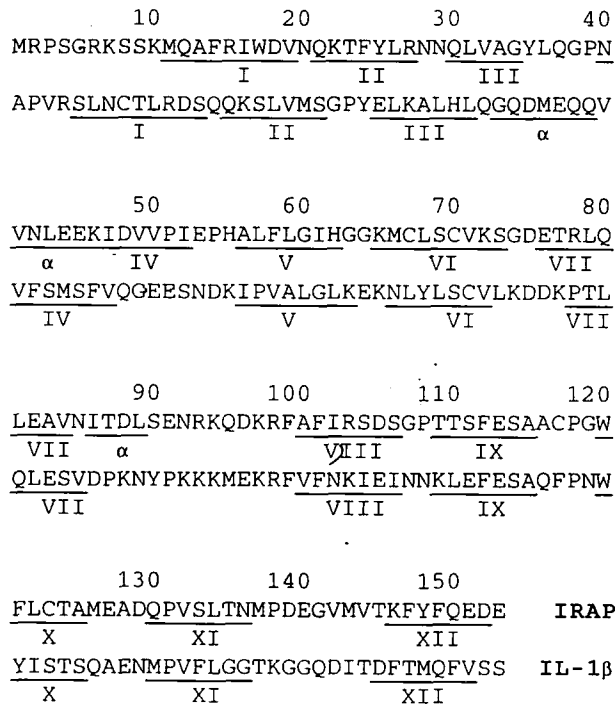 10 20 30 40
MRPSGRKSSKMQAFRIWDVNQKTFYLRNNQLVAGYLQGPN
I II III
APVRSLNCTLRDSQQKSLVMSGPYELKALHLQGQDMEQQV
I II III α
50 60 70 80
VNLEEKIDVVPIEPHALFLGIHGGKMCLSCVKSGDETRLQ
α IV V VI VII
VFSMSFVQGEESNDKIPVALGLKEKNLYLSCVLKDDKPTL
IV V VI VII
90 100 110 120
LEAVNITDLSENRKQDKRFAFIRSDSGPTTSFESAACPGW
VII α VIII IX
QLESVDPKNYPKKKMEKRFVFNKIEINNKLEFESAQFPNW
VII VIII IX
130 140 150
FLCTAMEADQPVSLTNMPDEGVMVTKFYFQEDE IRAP
X XI XII
YISTSQAENMPVFLGGTKGGQDITDFTMQFVSS IL-1β
X XI XII